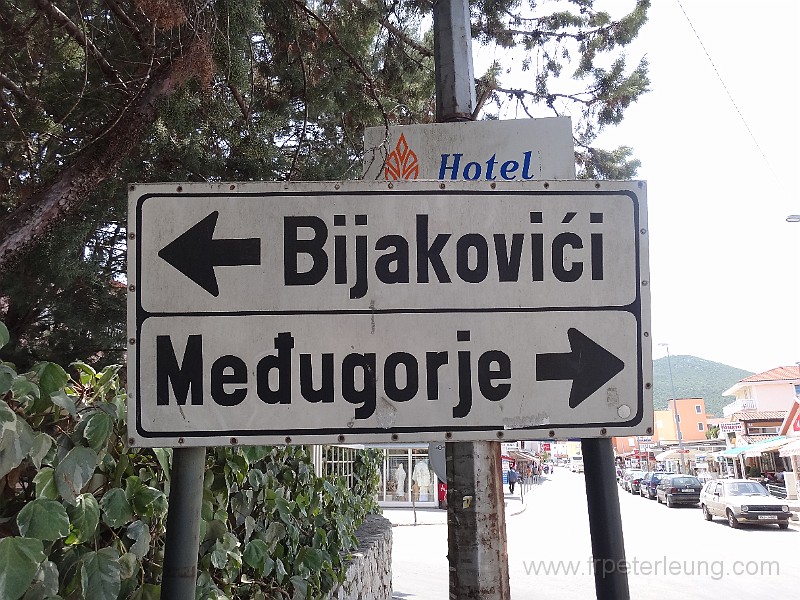 Hotel
Bijakovići
Međugorje
www.frpeterleung.com